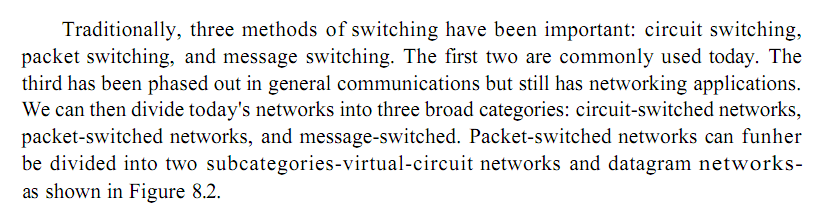 Traditionally, three methods of switching have been important: circuit switching,
packet switching, and message switching. The first two are commonly used today. The
third has been phased out in general communications but still has networking applications.
We can then divide today's networks into three broad categories: circuit-switched networks,
packet-switched networks, and message-switched. Packet-switched networks can funher
be divided into two subcategories-virtual-circuit networks and datagram networks-
as shown in Figure 8.2.